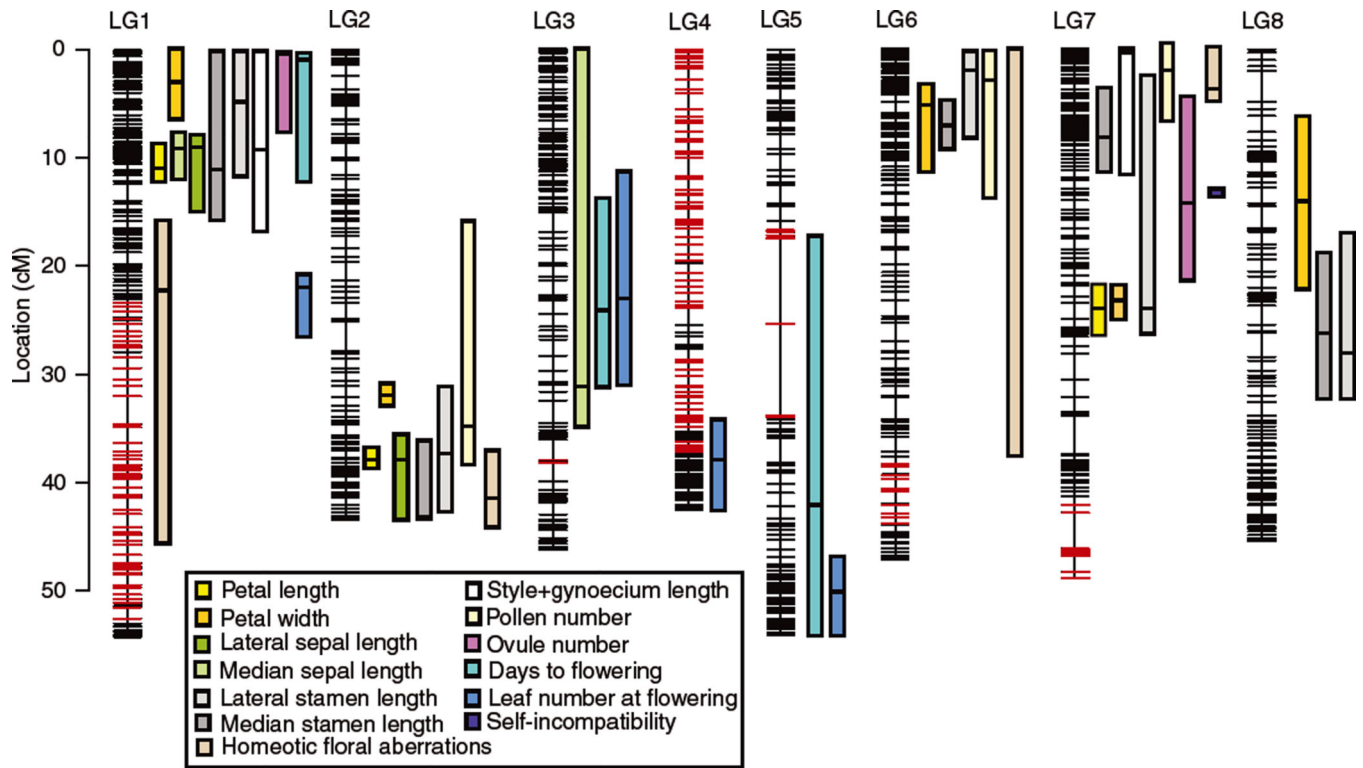 LG1 LG2 LG3 LG4 LG5 LG6 LG7 LG8
0
10
20
30
40
50
Location (cM)
Petal length
Petal width
Lateral sepal length
Median sepal length
Lateral stamen length
Median stamen length
Homeotic floral aberrations
Style+gynoecium length
Pollen number
Ovule number
Days to flowering
Leaf number at flowering
Self-incompatibility